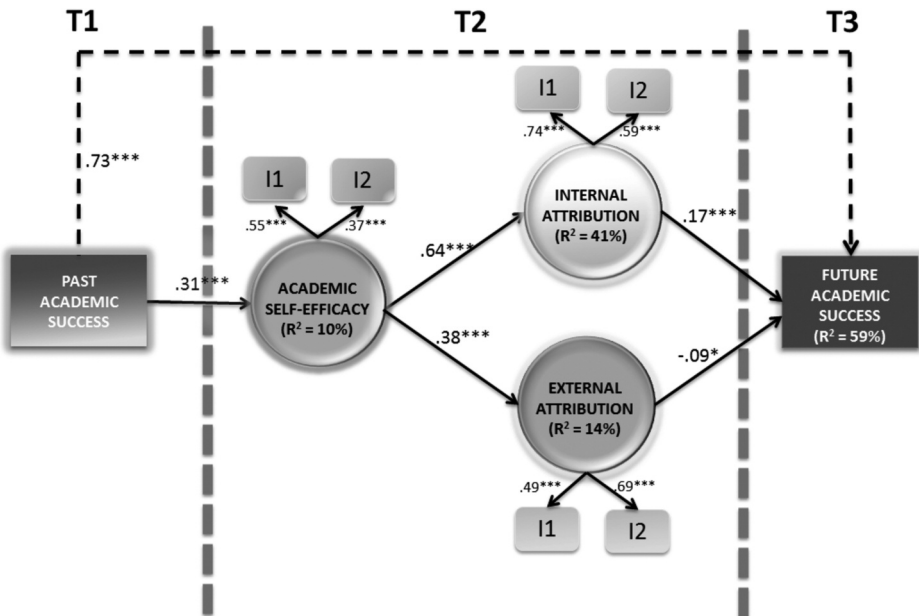 T1
T2
T3
.73***
I1
I2
.74***
.59***
I1
I2
.55***
.37***
INTERNAL
ATTRIBUTION
(R² = 41%)
.17***
.64***
PAST
ACADEMIC
SUCCESS
.31***
ACADEMIC
SELF-EFFICACY
(R² = 10%)
FUTURE
ACADEMIC
SUCCESS
(R² = 59%)
.38***
-.09*
EXTERNAL
ATTRIBUTION
(R² = 14%)
.49***
.69***
I1
I2